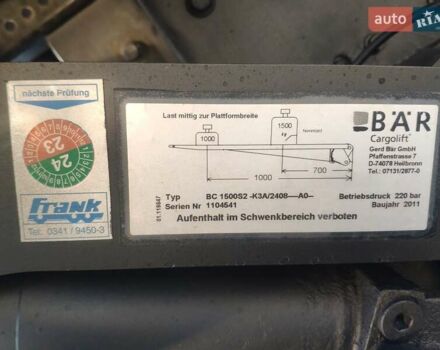 auto RIA
nächste Prüfung
23
24
Frank
Tel: 0341 / 9450-3
Last mittig zur Plattformbreite
1000
1500
700
1000
BÄR
Cargolift
Gerd Bär GmbH
Pfaffenstrasse 7
D-74078 Heilbronn
Tel.: 07131/2877-0
Typ BC 1500S2 -K3A/2408----A0-- Betriebsdruck 220 bar
Serien Nr 1104541 Baujahr 2011
Aufenthalt im Schwenkbereich verboten